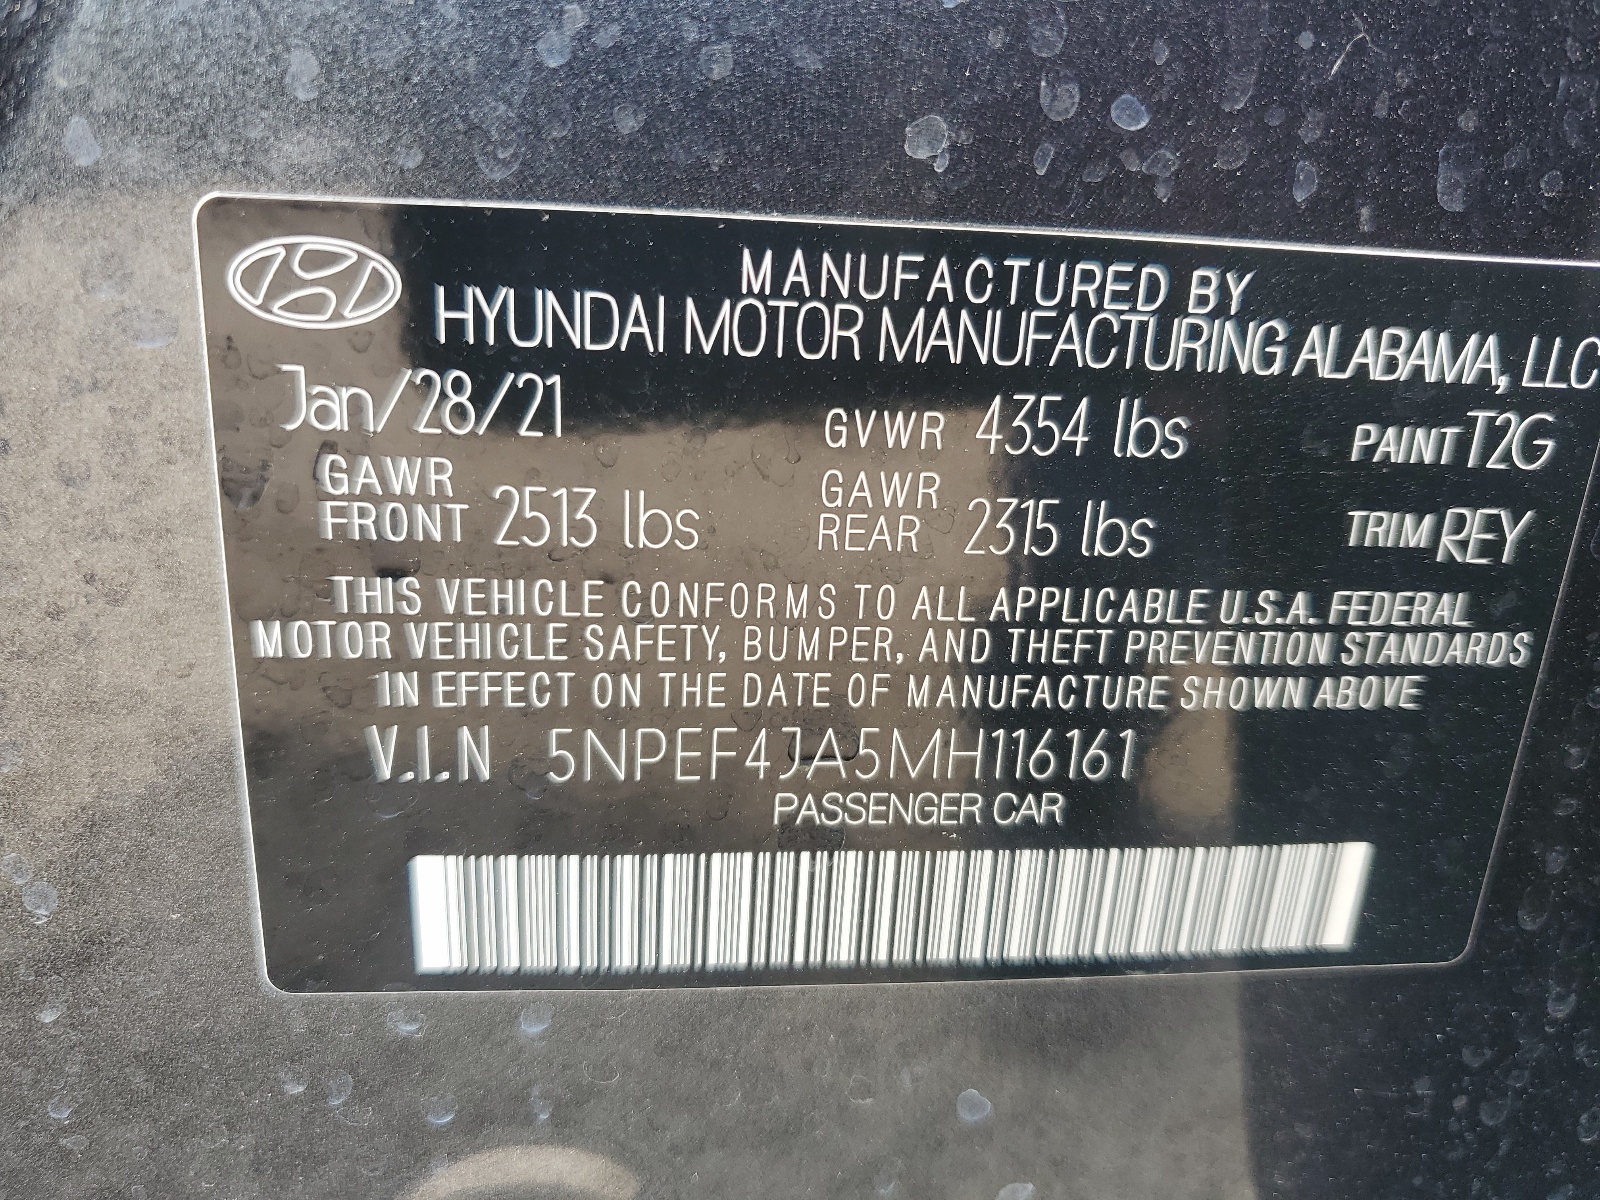 MANUFACTURED BY
HYUNDAI MOTOR MANUFACTURING ALABAMA, LLC
Jan/28/21 GVWR 4354 lbs PAINT T2G
GAWR FRONT 2513 lbs GAWR REAR 2315 lbs TRIM REY
THIS VEHICLE CONFORMS TO ALL APPLICABLE U.S.A. FEDERAL
MOTOR VEHICLE SAFETY, BUMPER, AND THEFT PREVENTION STANDARDS
IN EFFECT ON THE DATE OF MANUFACTURE SHOWN ABOVE
V.I.N 5NPEF4JA5MH116161
PASSENGER CAR